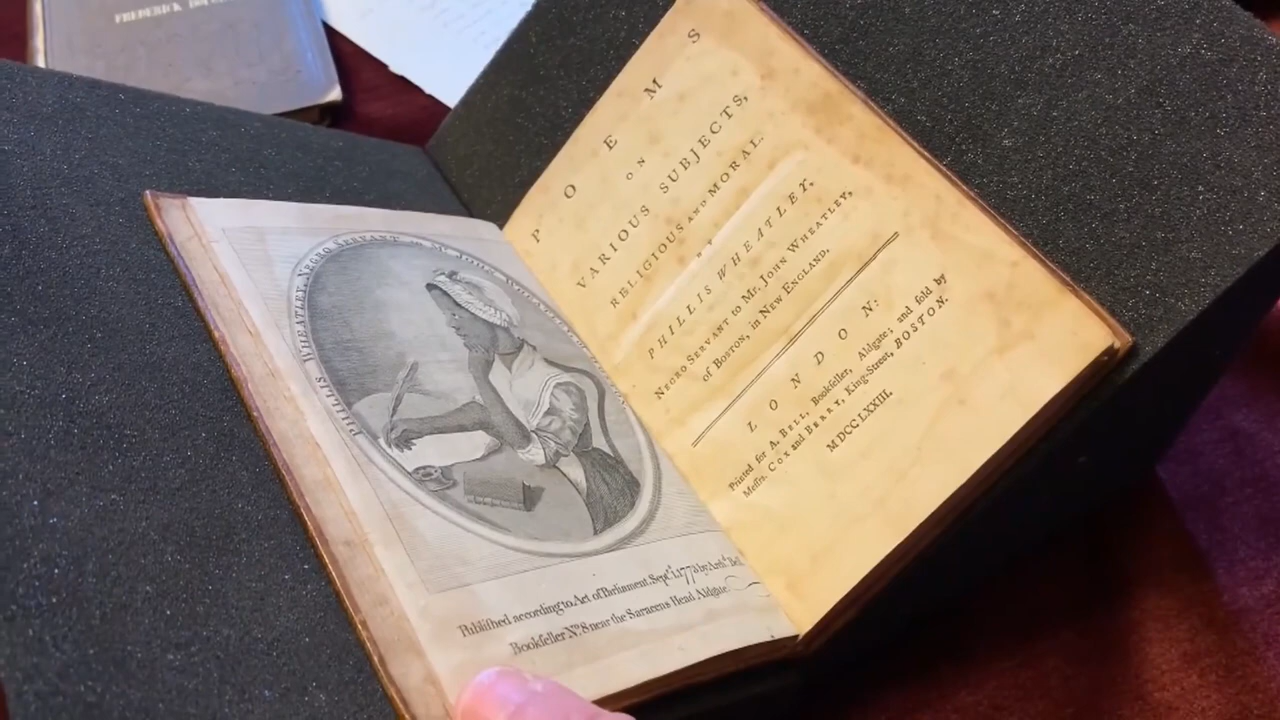 FREDERICK
PHILLIS WHEATLEY, NEGRO SERVANT to MR. JOHN
Publiſhed according to Act of Parliament, Sept.r 1, 1773 by Arch.d Bell,
Bookſeller N.o 8 near the Saracens Head Aldgate
POEMS
ON
VARIOUS SUBJECTS,
RELIGIOUS AND MORAL.
BY
PHILLIS WHEATLEY,
NEGRO SERVANT to Mr. JOHN WHEATLEY,
of BOSTON, in NEW ENGLAND.
LONDON:
Printed for A. BELL, Bookſeller, Aldgate; and ſold by
Meſſrs. COX and BERRY, King-Street, BOSTON.
MDCCLXXIII.